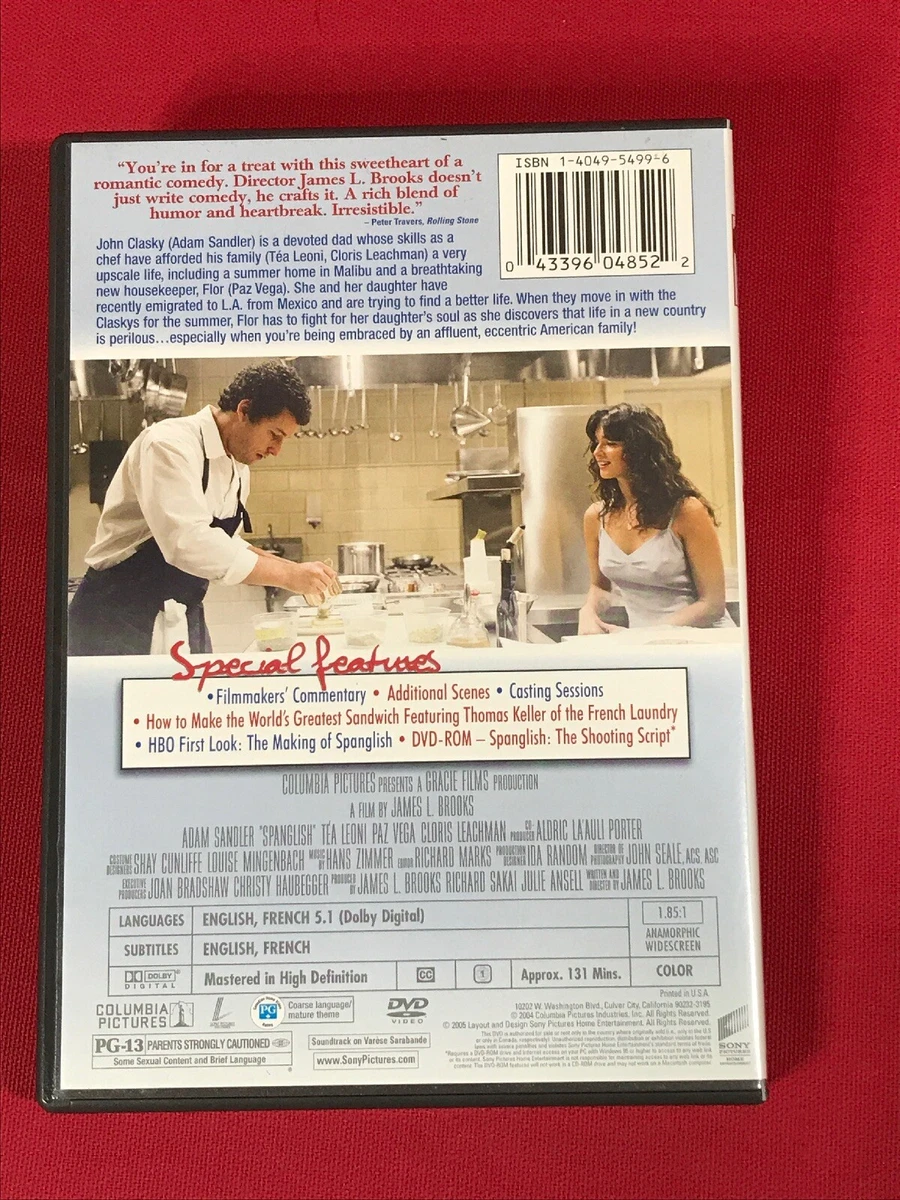 "You're in for a treat with this sweetheart of a
romantic comedy. Director James L. Brooks doesn't
just write comedy, he crafts it. A rich blend of
humor and heartbreak. Irresistible."
– Peter Travers, Rolling Stone
ISBN 1-4049-5499-6
0 43396 04852 2
John Clasky (Adam Sandler) is a devoted dad whose skills as a
chef have afforded his family (Téa Leoni, Cloris Leachman) a very
upscale life, including a summer home in Malibu and a breathtaking
new housekeeper, Flor (Paz Vega). She and her daughter have
recently emigrated to L.A. from Mexico and are trying to find a better life. When they move in with the
Claskys for the summer, Flor has to fight for her daughter's soul as she discovers that life in a new country
is perilous...especially when you're being embraced by an affluent, eccentric American family!
Special features
• Filmmakers' Commentary • Additional Scenes • Casting Sessions
• How to Make the World's Greatest Sandwich Featuring Thomas Keller of the French Laundry
• HBO First Look: The Making of Spanglish • DVD-ROM – Spanglish: The Shooting Script*
COLUMBIA PICTURES PRESENTS A GRACIE FILMS PRODUCTION
A FILM BY JAMES L. BROOKS
ADAM SANDLER "SPANGLISH" TÉA LEONI PAZ VEGA CLORIS LEACHMAN CO-PRODUCER ALDRIC LA'AULI PORTER
COSTUME DESIGNERS SHAY CUNLIFFE LOUISE MINGENBACH MUSIC BY HANS ZIMMER EDITOR RICHARD MARKS PRODUCTION DESIGNER IDA RANDOM DIRECTOR OF PHOTOGRAPHY JOHN SEALE, ACS, ASC
EXECUTIVE PRODUCERS JOAN BRADSHAW CHRISTY HAUBEGGER PRODUCED BY JAMES L. BROOKS RICHARD SAKAI JULIE ANSELL WRITTEN AND DIRECTED BY JAMES L. BROOKS
LANGUAGES ENGLISH, FRENCH 5.1 (Dolby Digital)
SUBTITLES ENGLISH, FRENCH
1.85:1
ANAMORPHIC
WIDESCREEN
DOLBY
DIGITAL
Mastered in High Definition
CC
1
Approx. 131 Mins.
COLOR
Printed in U.S.A.
COLUMBIA
PICTURES
PG
Coarse language/
mature theme
DVD
VIDEO
10202 W. Washington Blvd., Culver City, California 90232-3195
© 2004 Columbia Pictures Industries, Inc. All Rights Reserved.
© 2005 Layout and Design Sony Pictures Home Entertainment. All Rights Reserved.
PG-13 PARENTS STRONGLY CAUTIONED
Some Sexual Content and Brief Language
Soundtrack on Varèse Sarabande
www.SonyPictures.com
SONY
PICTURES